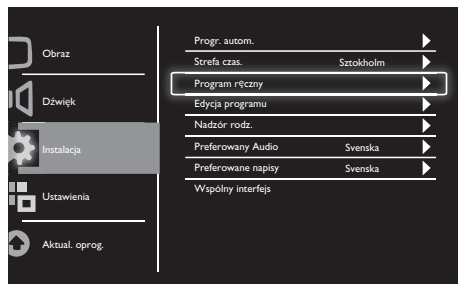 Obraz
Dźwięk
Instalacja
Ustawienia
Aktual. oprog.
Progr. autom.
Strefa czas. Sztokholm
Program ręczny
Edycja programu
Nadzór rodz.
Preferowany Audio Svenska
Preferowane napisy Svenska
Wspólny interfejs